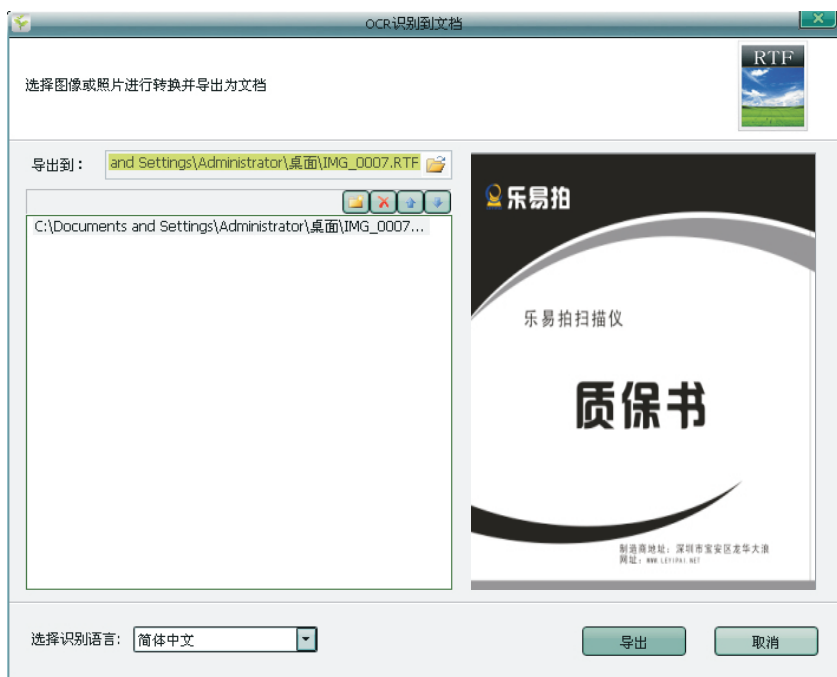 OCR识别到文档
选择图像或照片进行转换并导出为文档
RTF
导出到：
and Settings\Administrator\桌面\IMG_0007.RTF
C:\Documents and Settings\Administrator\桌面\IMG_0007...
乐易拍
乐易拍扫描仪
质保书
制造商地址：深圳市宝安区龙华大浪
网址：WWW.LEYIPAI.NET
选择识别语言:
简体中文
导出
取消